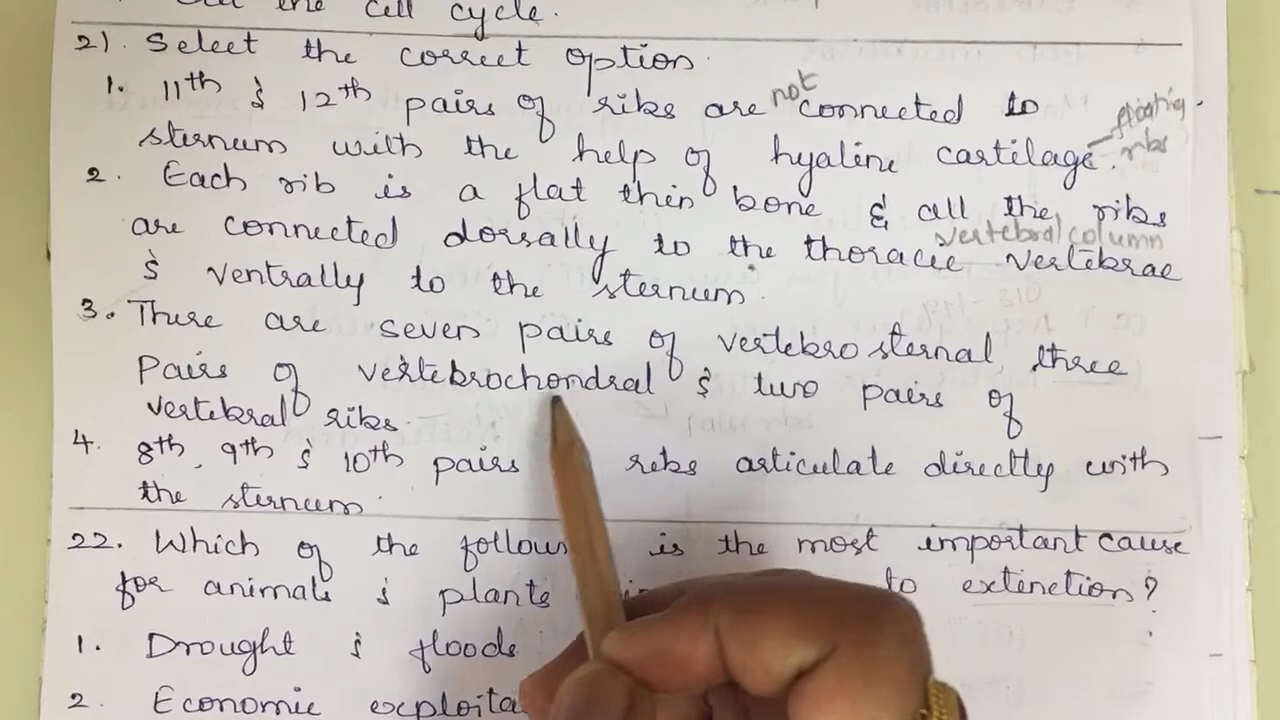 the cell cycle.
21. Select the correct option.
not
1. 11th & 12th pairs of ribs are connected to
floating
sternum with the help of hyaline cartilage.
ribs
2. Each rib is a flat thin bone & all the ribs
vertebral column
are connected dorsally to the thoracic vertebrae
& ventrally to the sternum.
3. There are seven pairs of vertebrosternal, three
Pairs of vertebrochondral & two pairs of
vertebral ribs.
4. 8th, 9th & 10th pairs ribs articulate directly with
the sternum.
22. Which of the follow is the most important cause
for animals & plants to extinction?
1. Drought & floods
2. Economic exploita